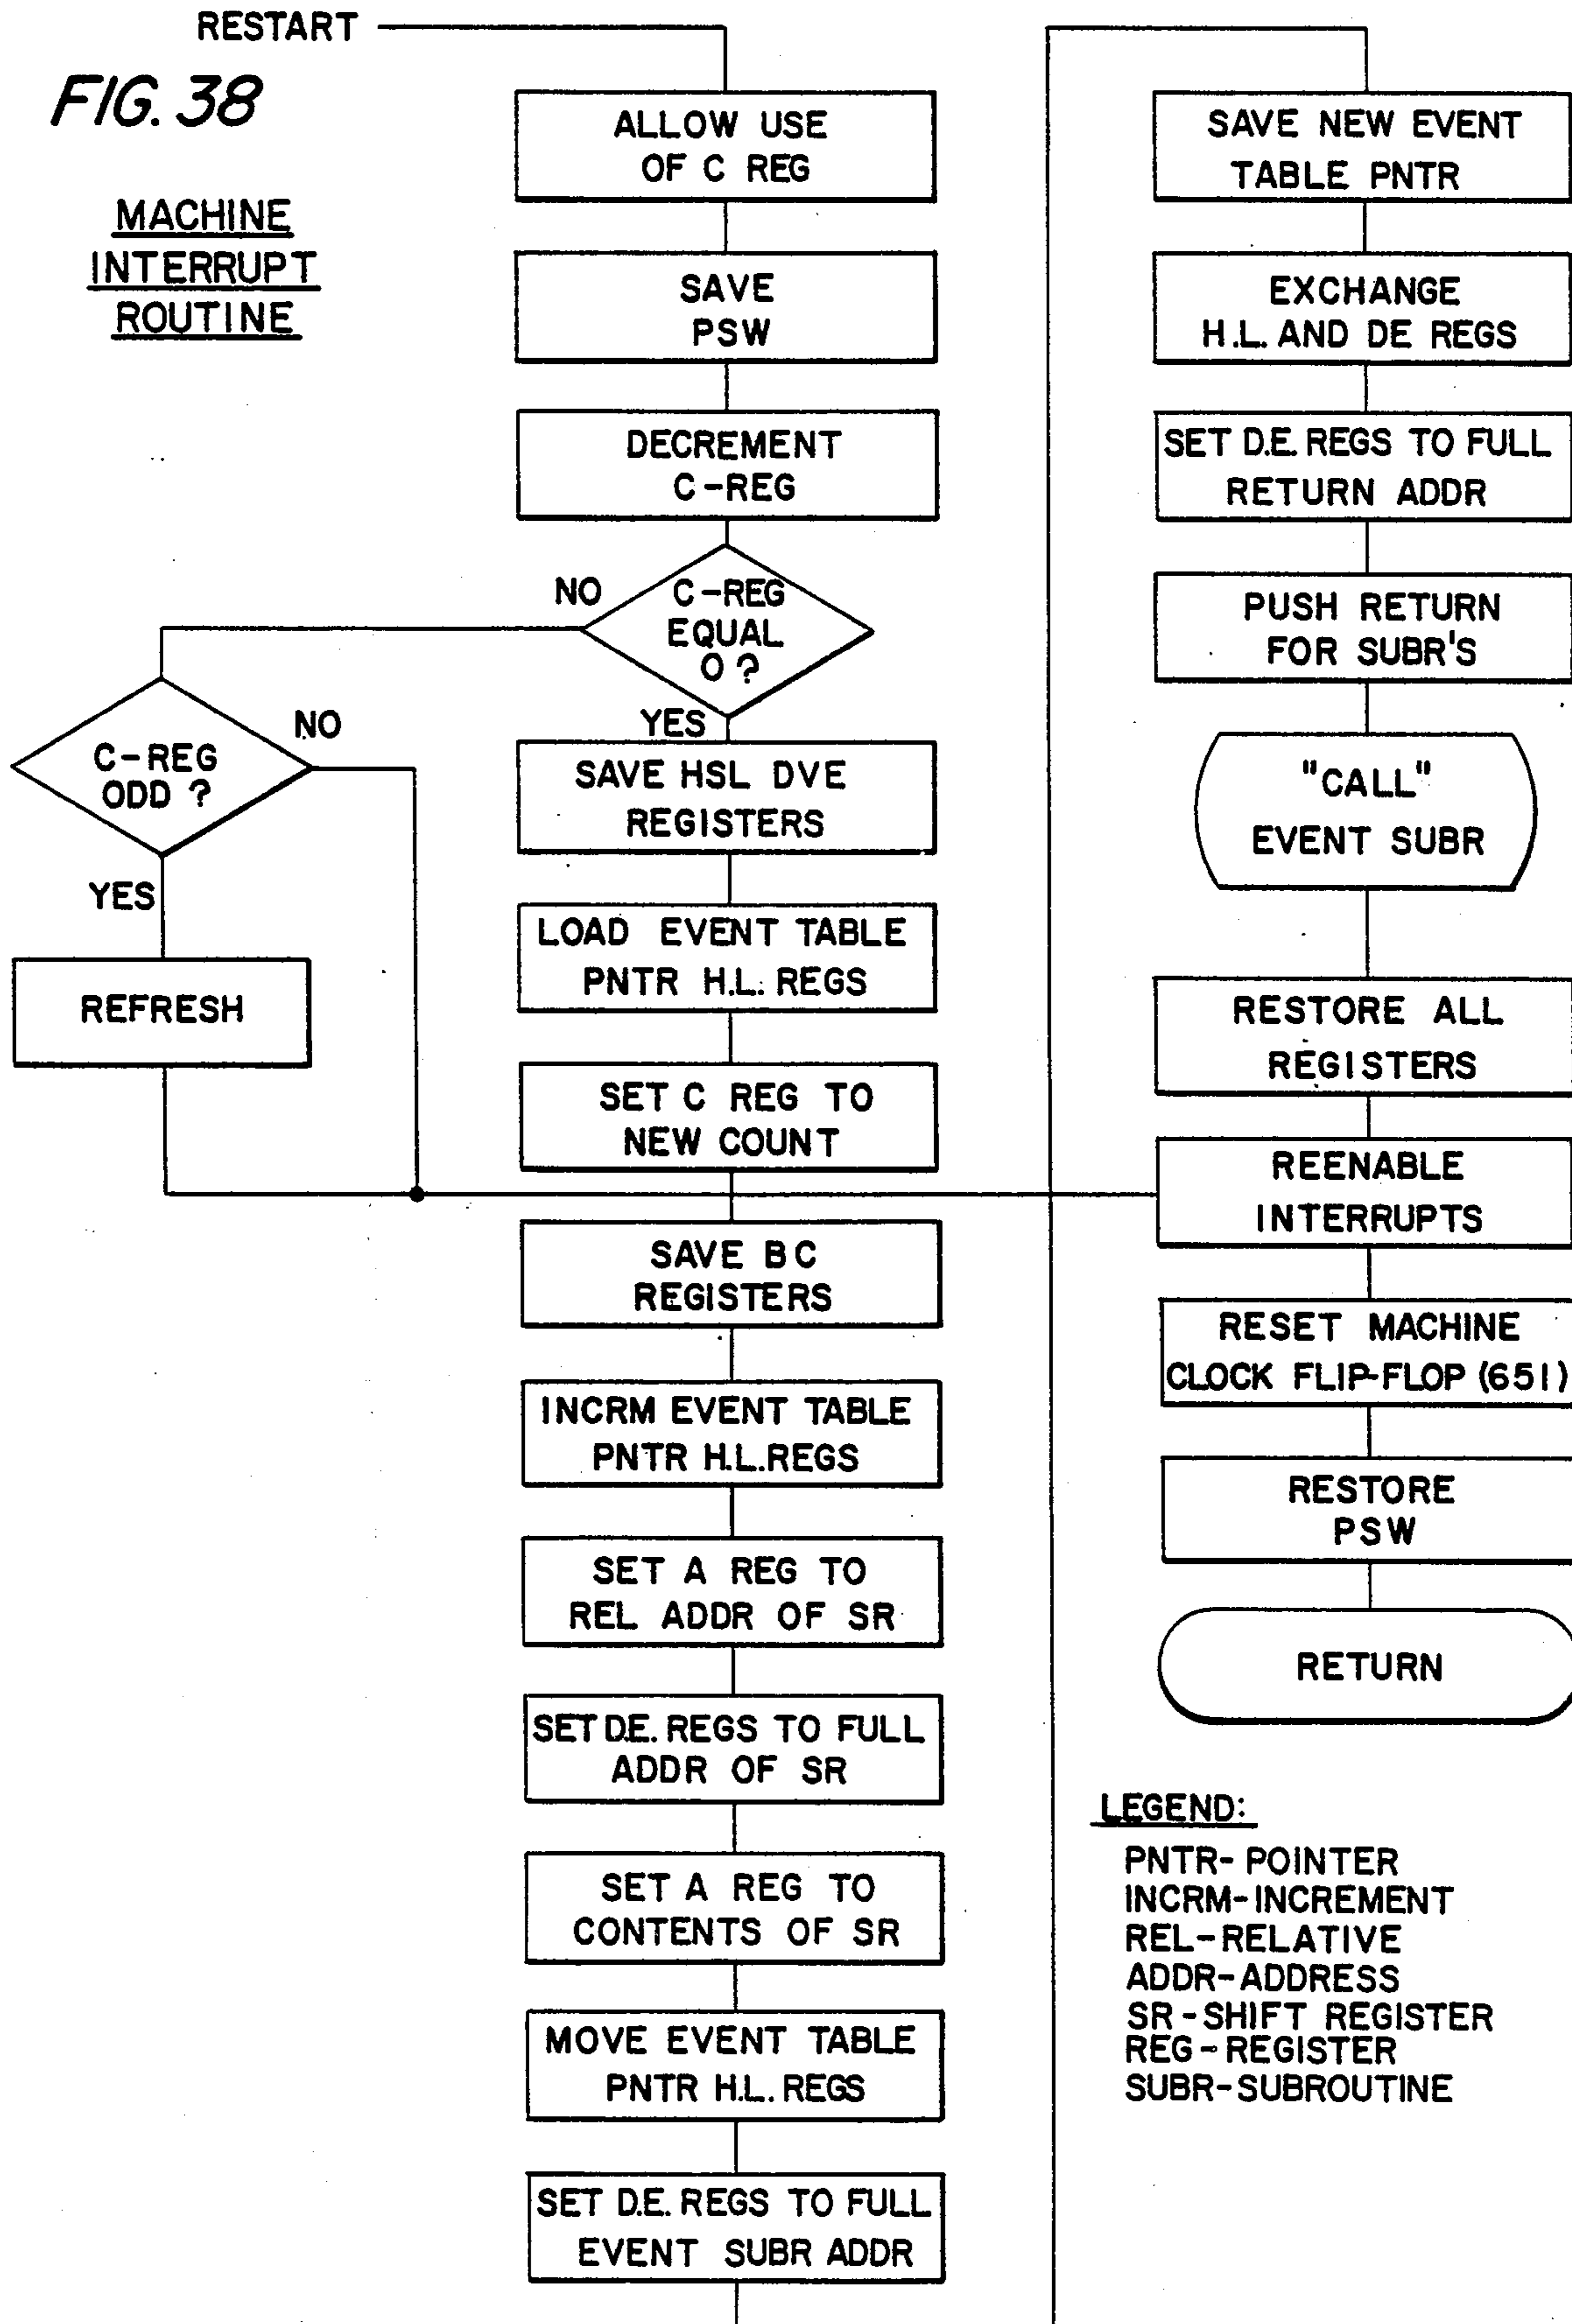 RESTART
FIG. 38
MACHINE
INTERRUPT
ROUTINE
ALLOW USE
OF C REG
SAVE
PSW
DECREMENT
C-REG
C-REG
EQUAL
0 ?
NO
YES
C-REG
ODD ?
NO
YES
REFRESH
SAVE HSL DVE
REGISTERS
LOAD EVENT TABLE
PNTR H.L. REGS
SET C REG TO
NEW COUNT
SAVE BC
REGISTERS
INCRM EVENT TABLE
PNTR H.L.REGS
SET A REG TO
REL ADDR OF SR
SET D.E. REGS TO FULL
ADDR OF SR
SET A REG TO
CONTENTS OF SR
MOVE EVENT TABLE
PNTR H.L. REGS
SET D.E. REGS TO FULL
EVENT SUBR ADDR
SAVE NEW EVENT
TABLE PNTR
EXCHANGE
H.L. AND DE REGS
SET D.E. REGS TO FULL
RETURN ADDR
PUSH RETURN
FOR SUBR'S
"CALL"
EVENT SUBR
RESTORE ALL
REGISTERS
REENABLE
INTERRUPTS
RESET MACHINE
CLOCK FLIP-FLOP (651)
RESTORE
PSW
RETURN
LEGEND:
PNTR- POINTER
INCRM-INCREMENT
REL-RELATIVE
ADDR-ADDRESS
SR-SHIFT REGISTER
REG-REGISTER
SUBR-SUBROUTINE